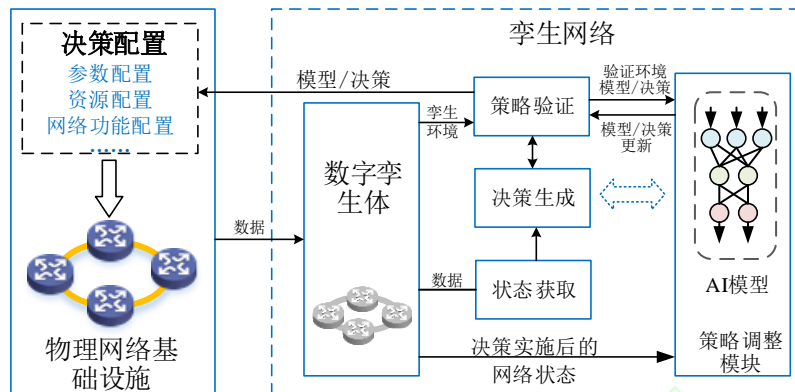 决策配置
参数配置
资源配置
网络功能配置
......
物理网络基
础设施
数据
模型/决策
孪生网络
数字孪
生体
孪生
环境
策略验证
验证环境
模型/决策
模型/决策
更新
决策生成
数据
状态获取
决策实施后的
网络状态
AI模型
策略调整
模块